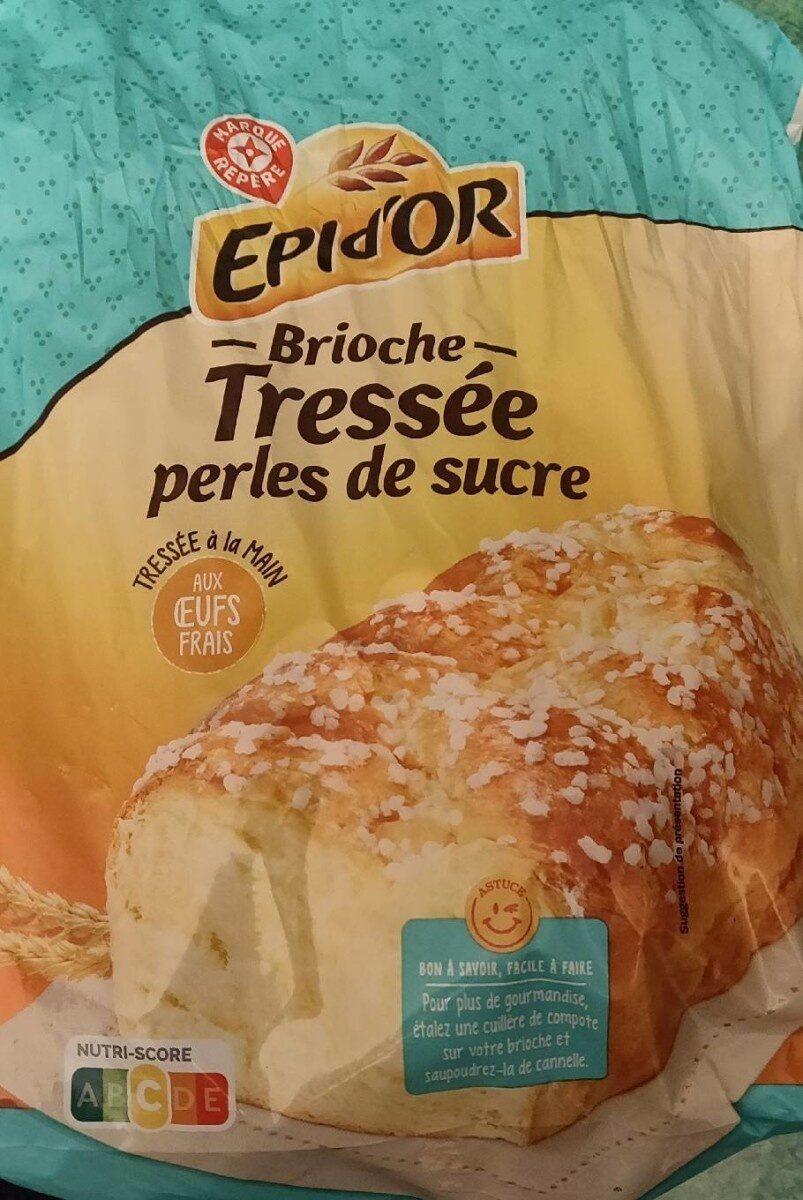 MARQUE
REPÈRE
EPId'OR
Brioche
Tressée
perles de sucre
TRESSÉE à la MAIN
AUX
ŒUFS
FRAIS
Suggestion de présentation
ASTUCE
BON À SAVOIR, FACILE À FAIRE
Pour plus de gourmandise,
étalez une cuillère de compote
sur votre brioche et
saupoudrez-la de cannelle.
NUTRI-SCORE
A B C D E